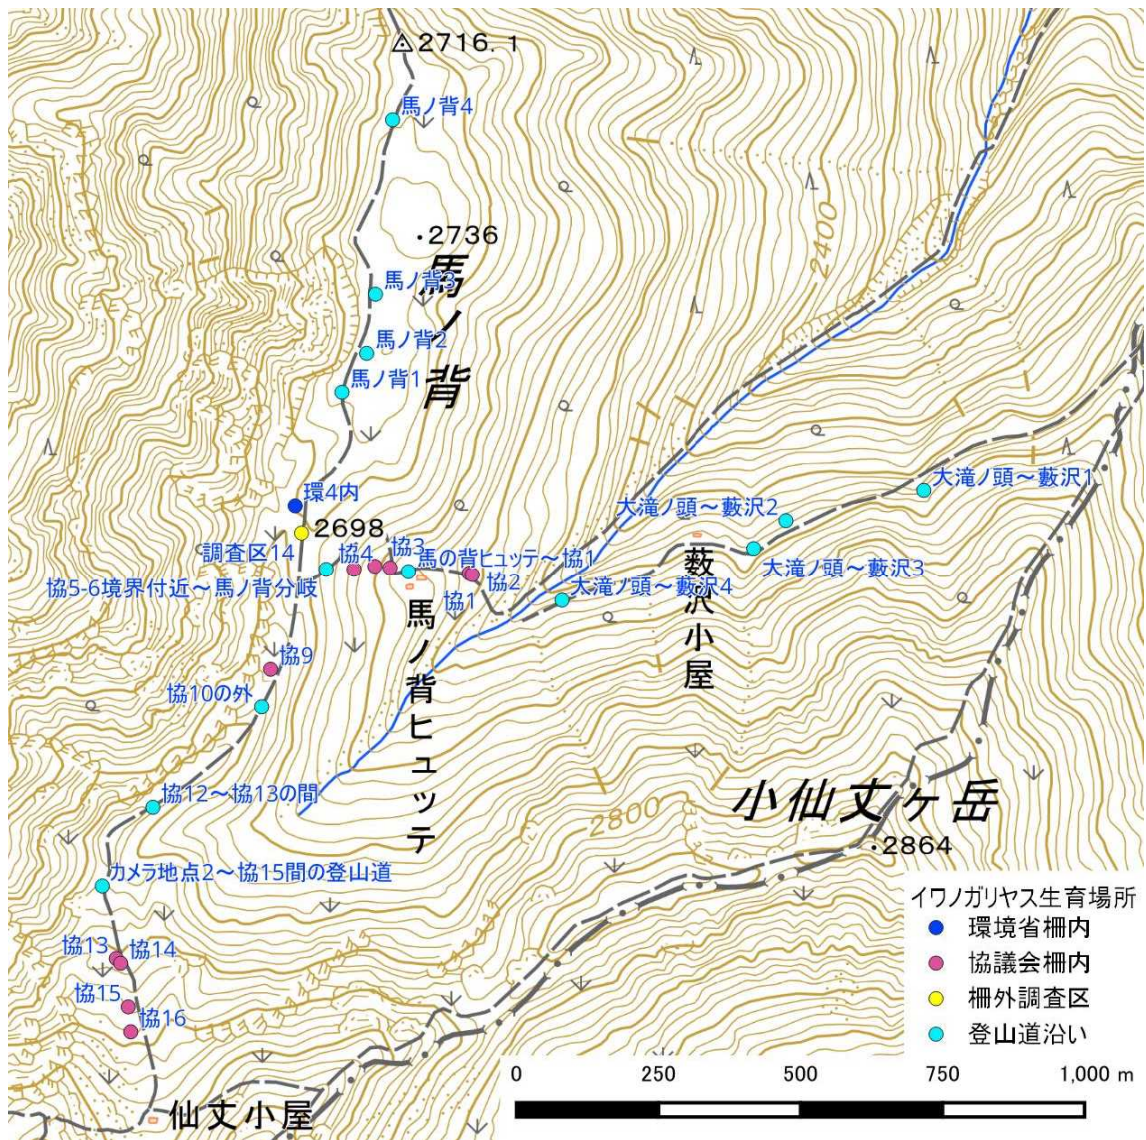 2716.1
馬ノ背4
2736
馬ノ背
馬ノ背3
2400
馬ノ背2
馬ノ背1
環4内
2698
調査区14
協4
協3
馬の背ヒュッテ～協1
協5-6境界付近～馬ノ背分岐
協1
協2
大滝ノ頭～藪沢1
大滝ノ頭～藪沢2
大滝ノ頭～藪沢3
大滝ノ頭～藪沢4
薮沢小屋
馬ノ背ヒュッテ
協9
協10の外
協12～協13の間
2800
小仙丈ヶ岳
2864
カメラ地点2～協15間の登山道
協13
協14
協15
協16
仙丈小屋
イワノガリヤス生育場所
環境省柵内
協議会柵内
柵外調査区
登山道沿い
0 250 500 750 1,000 m